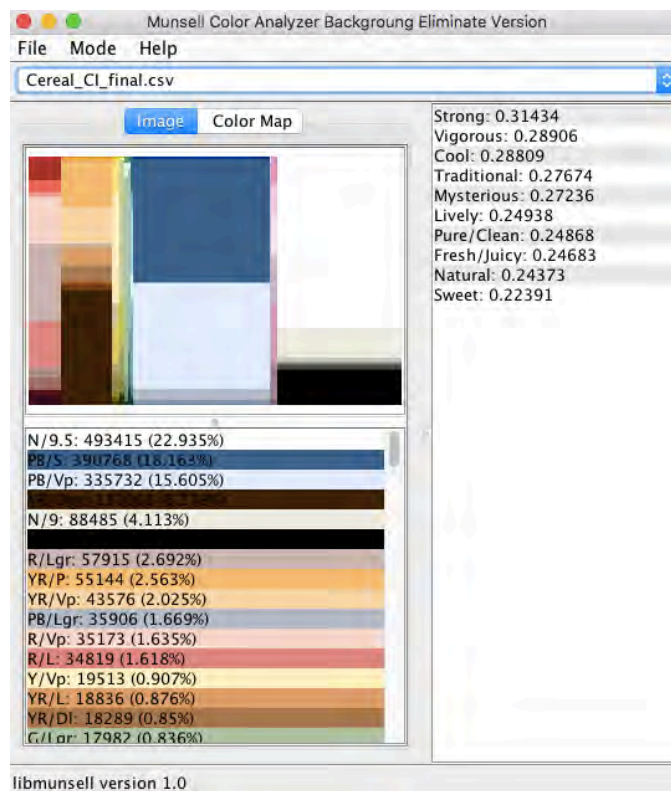 Munsell Color Analyzer Backgroung Eliminate Version
File Mode Help
Cereal_CI_final.csv
Image Color Map
N/9.5: 493415 (22.935%)
PB/S: 390768 (18.163%)
PB/Vp: 335732 (15.605%)
N/9: 88485 (4.113%)
R/Lgr: 57915 (2.692%)
YR/P: 55144 (2.563%)
YR/Vp: 43576 (2.025%)
PB/Lgr: 35906 (1.669%)
R/Vp: 35173 (1.635%)
R/L: 34819 (1.618%)
Y/Vp: 19513 (0.907%)
YR/L: 18836 (0.876%)
YR/Dl: 18289 (0.85%)
G/Lgr: 17982 (0.836%)
Strong: 0.31434
Vigorous: 0.28906
Cool: 0.28809
Traditional: 0.27674
Mysterious: 0.27236
Lively: 0.24938
Pure/Clean: 0.24868
Fresh/Juicy: 0.24683
Natural: 0.24373
Sweet: 0.22391
libmunsell version 1.0